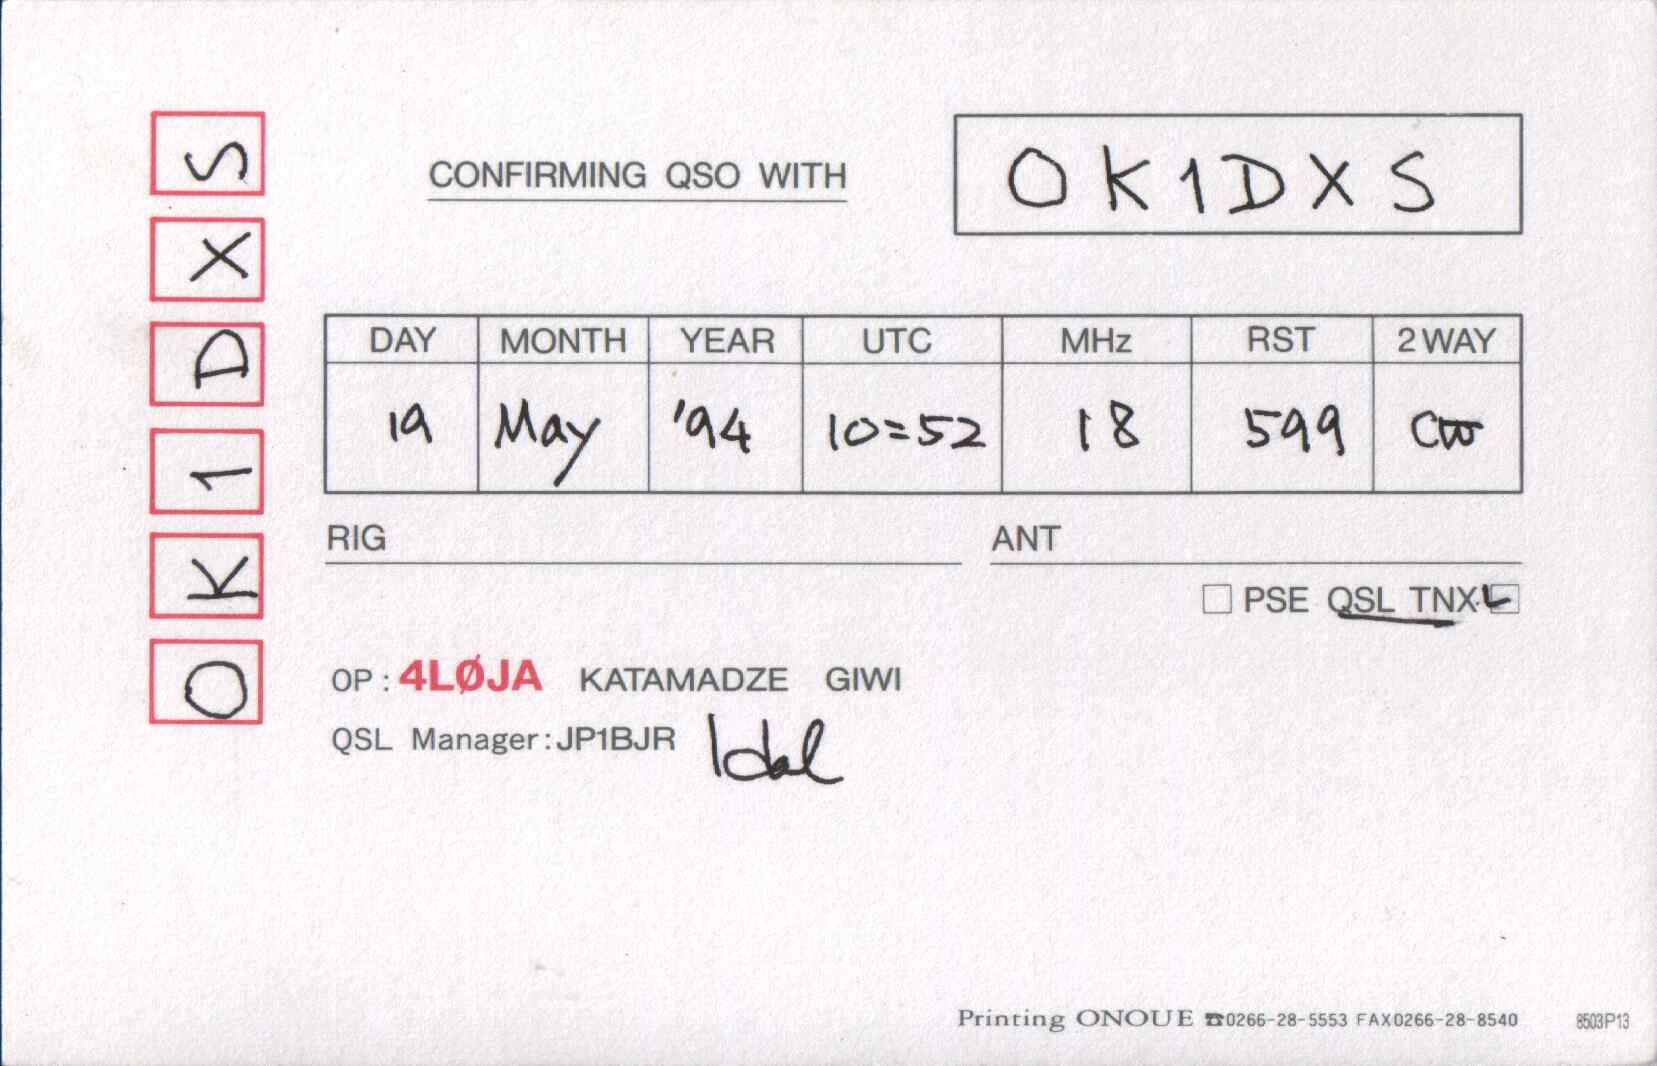 OK1DXS
CONFIRMING QSO WITH OK1DXS
DAY MONTH YEAR UTC MHz RST 2WAY
19 May '94 10=52 18 599 CW
RIG ANT
PSE QSL TNX
OP: 4LØJA KATAMADZE GIWI
QSL Manager: JP1BJR
Printing ONOUE ☎0266-28-5553 FAX0266-28-8540 8503P13